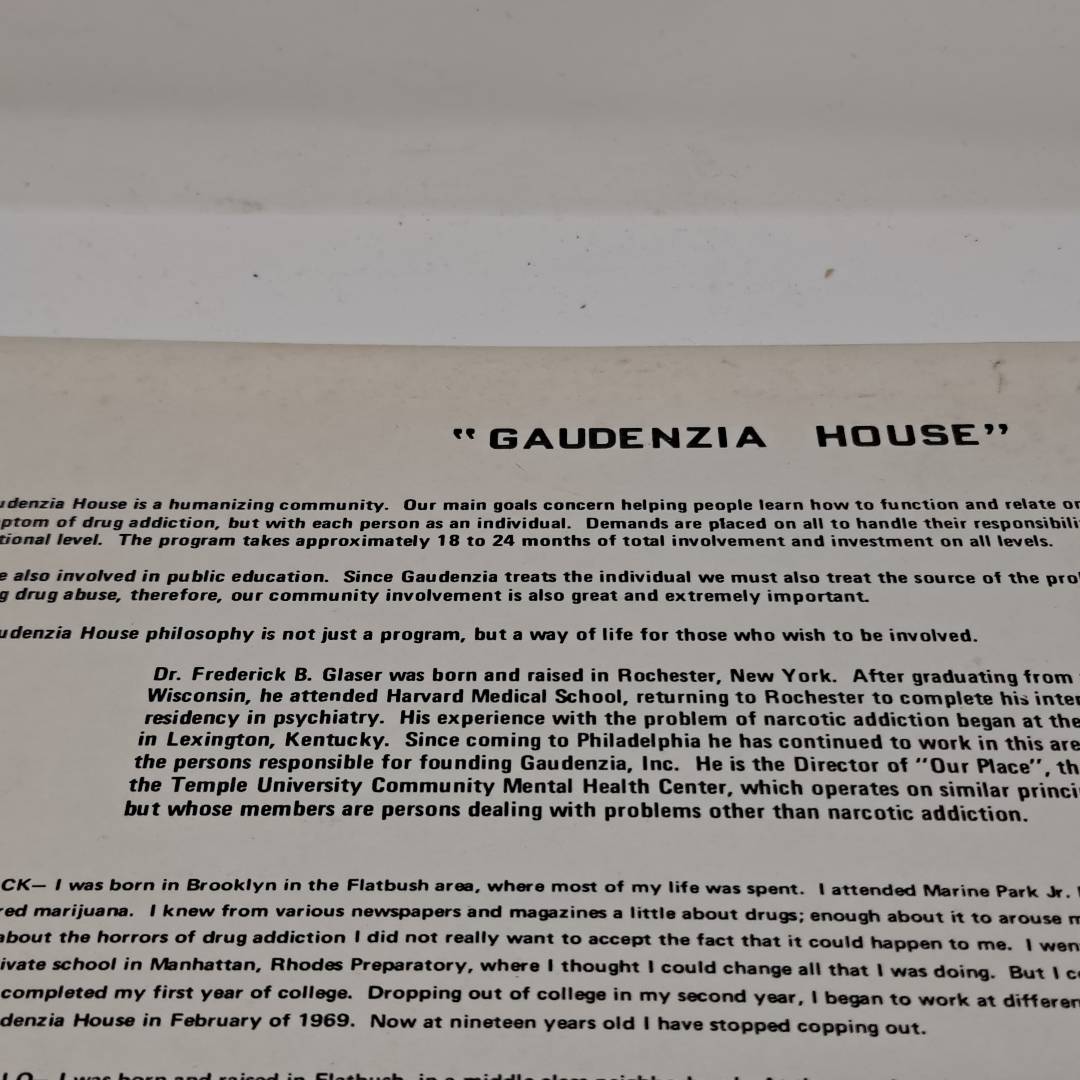 "GAUDENZIA HOUSE"
House is a humanizing community. Our main goals concern helping people learn how to function and relate
of drug addiction, but with each person as an individual. Demands are placed on all to handle their
level. The program takes approximately 18 to 24 months of total involvement and investment on all levels.
also involved in public education. Since Gaudenzia treats the individual we must also treat the source of the
drug abuse, therefore, our community involvement is also great and extremely important.
House philosophy is not just a program, but a way of life for those who wish to be involved.
Dr. Frederick B. Glaser was born and raised in Rochester, New York. After graduating from
Wisconsin, he attended Harvard Medical School, returning to Rochester to complete his
residency in psychiatry. His experience with the problem of narcotic addiction began at the
in Lexington, Kentucky. Since coming to Philadelphia he has continued to work in this
the persons responsible for founding Gaudenzia, Inc. He is the Director of "Our Place",
the Temple University Community Mental Health Center, which operates on similar
but whose members are persons dealing with problems other than narcotic addiction.
CK— I was born in Brooklyn in the Flatbush area, where most of my life was spent. I attended Marine Park Jr.
marijuana. I knew from various newspapers and magazines a little about drugs; enough about it to arouse
about the horrors of drug addiction I did not really want to accept the fact that it could happen to me. I
school in Manhattan, Rhodes Preparatory, where I thought I could change all that I was doing. But I
completed my first year of college. Dropping out of college in my second year, I began to work at
House in February of 1969. Now at nineteen years old I have stopped copping out.
I was born and raised in Flatbush, in a middle class